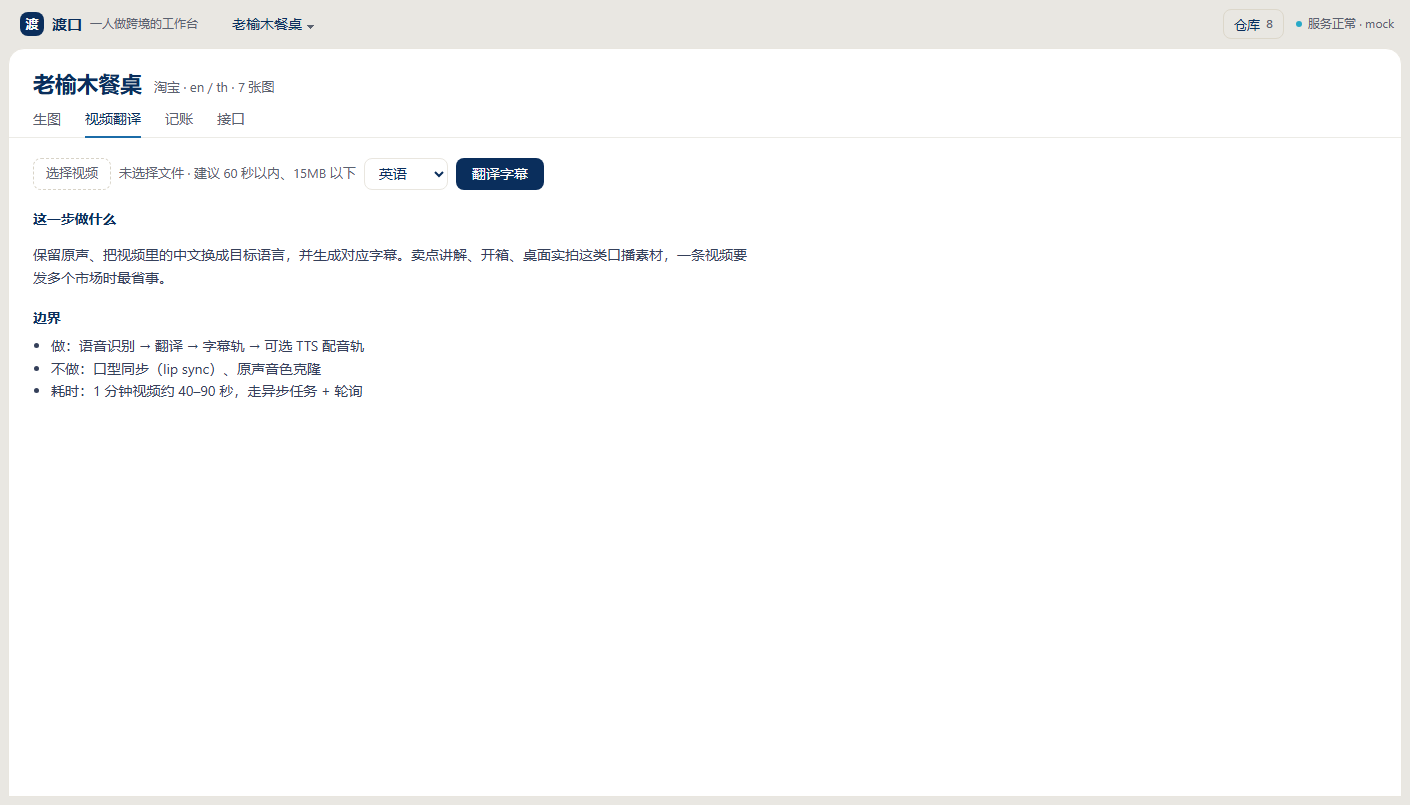 渡 渡口 一人做跨境的工作台 老榆木餐桌 仓库 8 服务正常 · mock
老榆木餐桌 淘宝 · en / th · 7 张图
生图 视频翻译 记账 接口
选择视频 未选择文件 · 建议 60 秒以内、15MB 以下 英语 翻译字幕
这一步做什么
保留原声、把视频里的中文换成目标语言，并生成对应字幕。卖点讲解、开箱、桌面实拍这类口播素材，一条视频要
发多个市场时最省事。
边界
• 做：语音识别 → 翻译 → 字幕轨 → 可选 TTS 配音轨
• 不做：口型同步（lip sync）、原声音色克隆
• 耗时：1 分钟视频约 40–90 秒，走异步任务 + 轮询